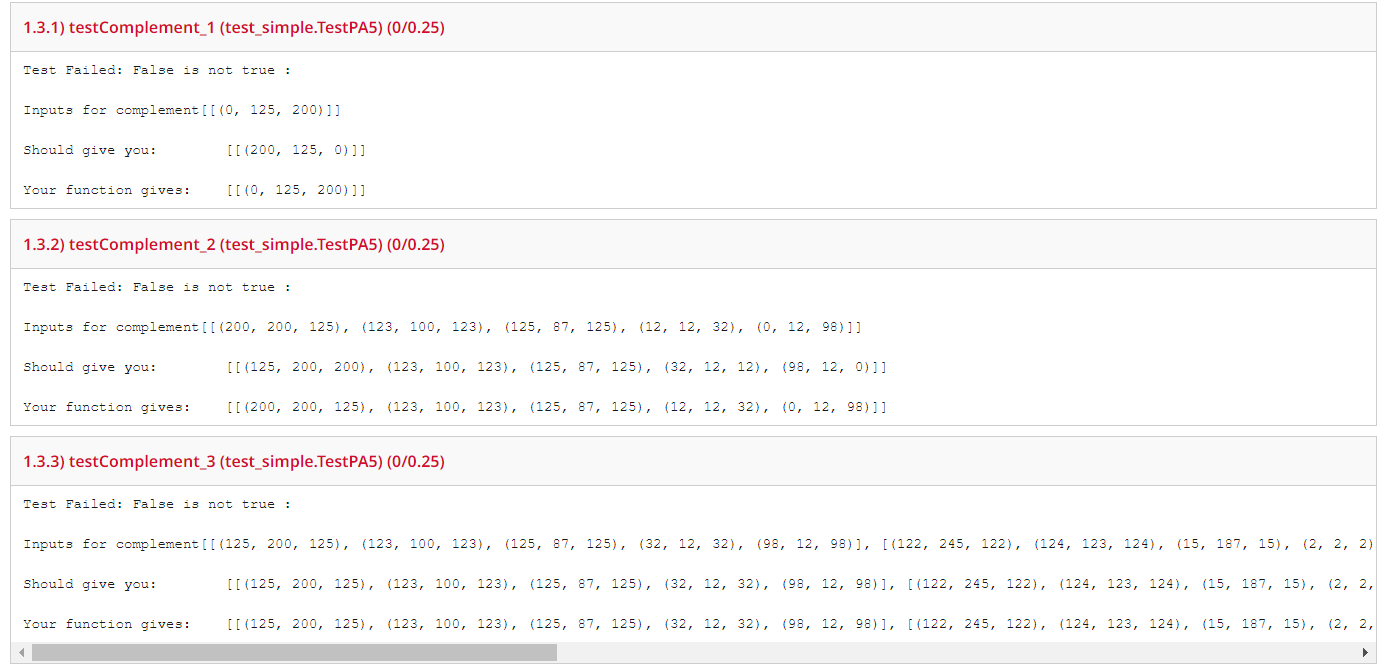 1.3.1) testComplement_1 (test_simple.TestPA5) (0/0.25)
Test Failed: False is not true :
Inputs for complement[[(0, 125, 200)]]
Should give you: [[(200, 125, 0)]]
Your function gives: [[(0, 125, 200)]]
1.3.2) testComplement_2 (test_simple.TestPA5) (0/0.25)
Test Failed: False is not true :
Inputs for complement[[(200, 200, 125), (123, 100, 123), (125, 87, 125), (12, 12, 32), (0, 12, 98)]]
Should give you: [[(125, 200, 200), (123, 100, 123), (125, 87, 125), (32, 12, 12), (98, 12, 0)]]
Your function gives: [[(200, 200, 125), (123, 100, 123), (125, 87, 125), (12, 12, 32), (0, 12, 98)]]
1.3.3) testComplement_3 (test_simple.TestPA5) (0/0.25)
Test Failed: False is not true :
Inputs for complement[[(125, 200, 125), (123, 100, 123), (125, 87, 125), (32, 12, 32), (98, 12, 98)], [(122, 245, 122), (124, 123, 124), (15, 187, 15), (2, 2, 2)
Should give you: [[(125, 200, 125), (123, 100, 123), (125, 87, 125), (32, 12, 32), (98, 12, 98)], [(122, 245, 122), (124, 123, 124), (15, 187, 15), (2, 2,
Your function gives: [[(125, 200, 125), (123, 100, 123), (125, 87, 125), (32, 12, 32), (98, 12, 98)], [(122, 245, 122), (124, 123, 124), (15, 187, 15), (2, 2,